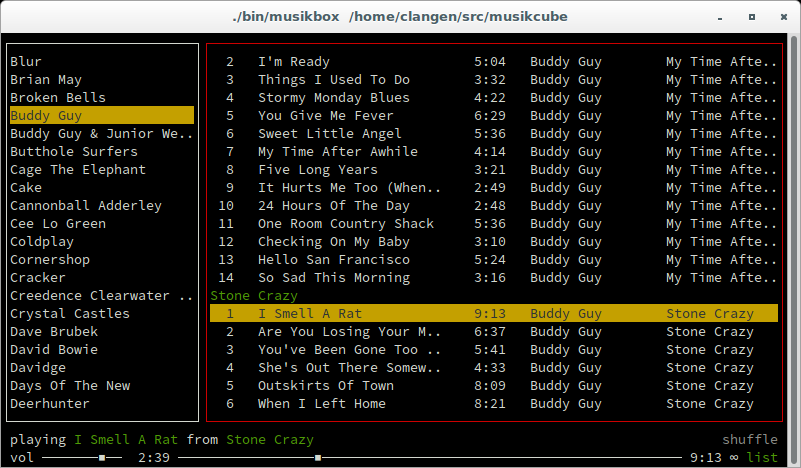 ./bin/musikbox /home/clangen/src/musikcube
Blur
Brian May
Broken Bells
Buddy Guy
Buddy Guy & Junior We..
Butthole Surfers
Cage The Elephant
Cake
Cannonball Adderley
Cee Lo Green
Coldplay
Cornershop
Cracker
Creedence Clearwater ..
Crystal Castles
Dave Brubek
David Bowie
Davidge
Days Of The New
Deerhunter
2 I'm Ready 5:04 Buddy Guy My Time Afte..
3 Things I Used To Do 3:32 Buddy Guy My Time Afte..
4 Stormy Monday Blues 4:22 Buddy Guy My Time Afte..
5 You Give Me Fever 6:29 Buddy Guy My Time Afte..
6 Sweet Little Angel 5:36 Buddy Guy My Time Afte..
7 My Time After Awhile 4:14 Buddy Guy My Time Afte..
8 Five Long Years 3:21 Buddy Guy My Time Afte..
9 It Hurts Me Too (When.. 2:49 Buddy Guy My Time Afte..
10 24 Hours Of The Day 2:48 Buddy Guy My Time Afte..
11 One Room Country Shack 5:36 Buddy Guy My Time Afte..
12 Checking On My Baby 3:10 Buddy Guy My Time Afte..
13 Hello San Francisco 5:24 Buddy Guy My Time Afte..
14 So Sad This Morning 3:16 Buddy Guy My Time Afte..
Stone Crazy
1 I Smell A Rat 9:13 Buddy Guy Stone Crazy
2 Are You Losing Your M.. 6:37 Buddy Guy Stone Crazy
3 You've Been Gone Too .. 5:41 Buddy Guy Stone Crazy
4 She's Out There Somew.. 4:33 Buddy Guy Stone Crazy
5 Outskirts Of Town 8:09 Buddy Guy Stone Crazy
6 When I Left Home 8:21 Buddy Guy Stone Crazy
playing I Smell A Rat from Stone Crazy shuffle
vol 2:39 9:13 ∞ list